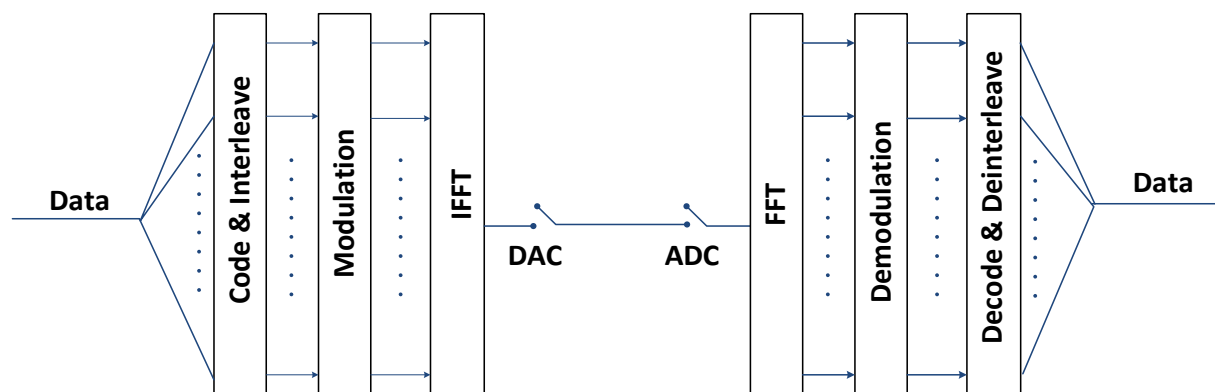 Data
Code & Interleave
Modulation
IFFT
DAC
ADC
FFT
Demodulation
Decode & Deinterleave
Data